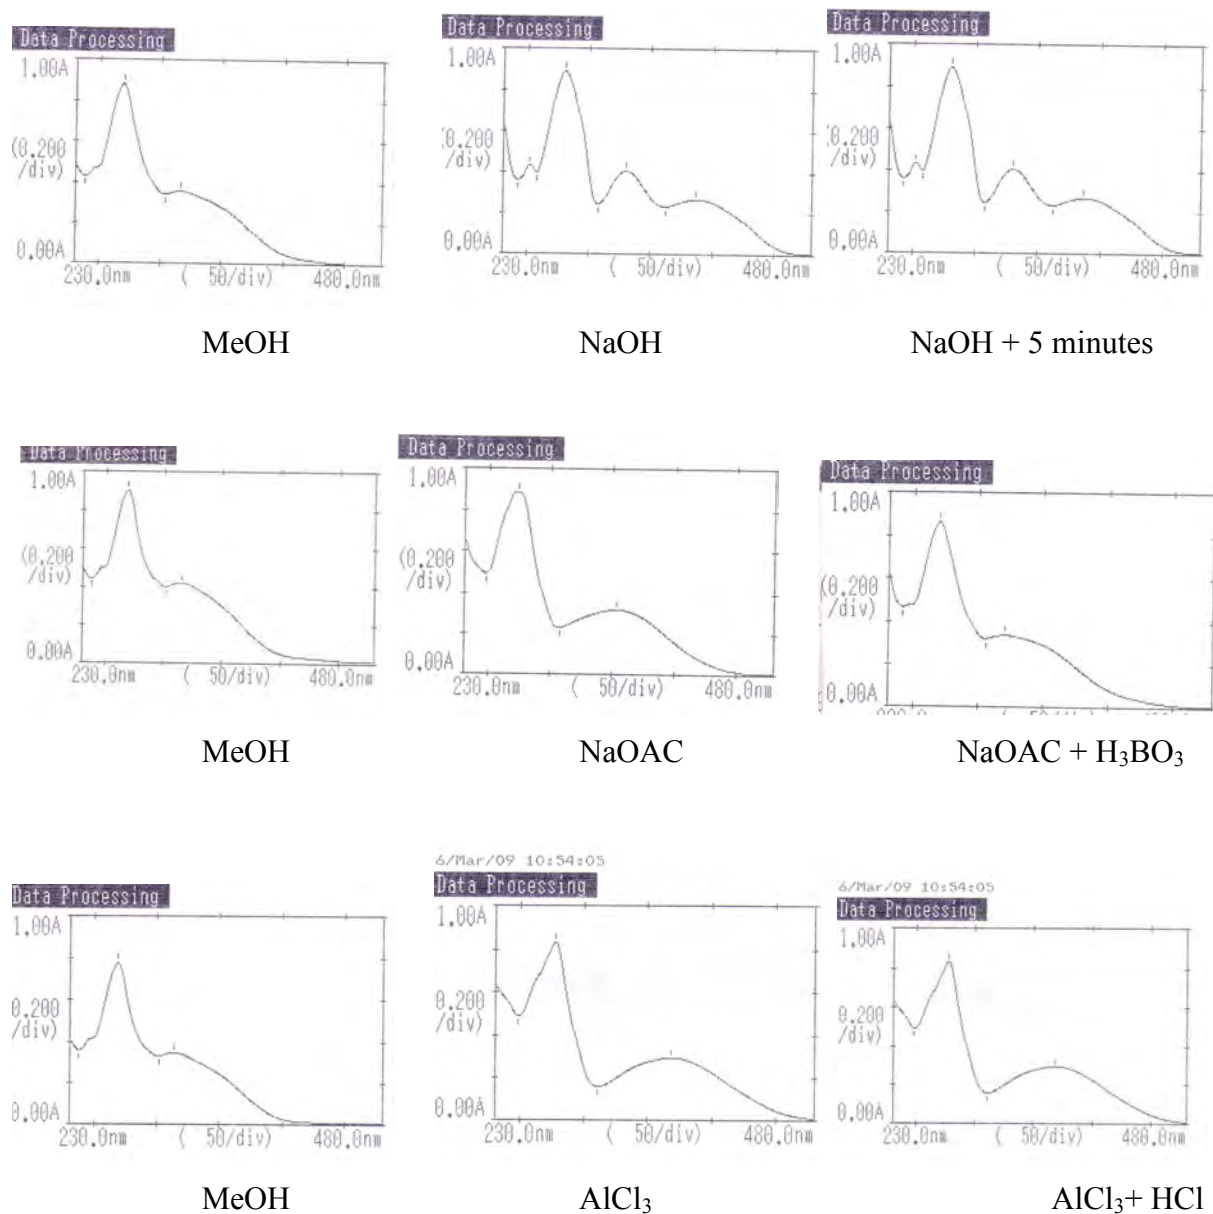 Data Processing
1.00A
(0.200
/div)
0.00A
230.0nm ( 50/div) 480.0nm
MeOH
Data Processing
1.00A
(0.200
/div)
0.00A
230.0nm ( 50/div) 480.0nm
NaOH
Data Processing
1.00A
(0.200
/div)
0.00A
230.0nm ( 50/div) 480.0nm
NaOH + 5 minutes
Data Processing
1.00A
(0.200
/div)
0.00A
230.0nm ( 50/div) 480.0nm
MeOH
Data Processing
1.00A
(0.200
/div)
0.00A
230.0nm ( 50/div) 480.0nm
NaOAC
Data Processing
1.00A
(0.200
/div)
0.00A
NaOAC + H₃BO₃
Data Processing
1.00A
0.200
/div)
0.00A
230.0nm ( 50/div) 480.0nm
MeOH
6/Mar/09 10:54:05
Data Processing
1.00A
0.200
/div)
0.00A
230.0nm ( 50/div) 480.0nm
AlCl₃
6/Mar/09 10:54:05
Data Processing
1.00A
0.200
/div)
0.00A
230.0nm ( 50/div) 480.0nm
AlCl₃+ HCl